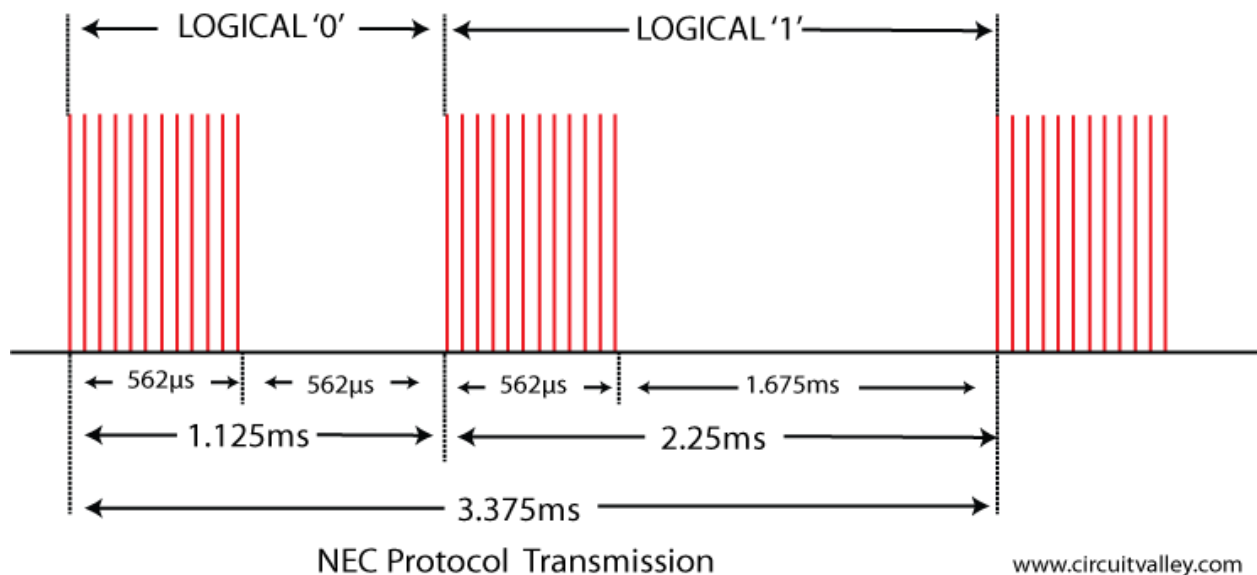 LOGICAL ‘0’ LOGICAL ‘1’
562µs 562µs 562µs 1.675ms
1.125ms 2.25ms
3.375ms
NEC Protocol Transmission www.circuitvalley.com